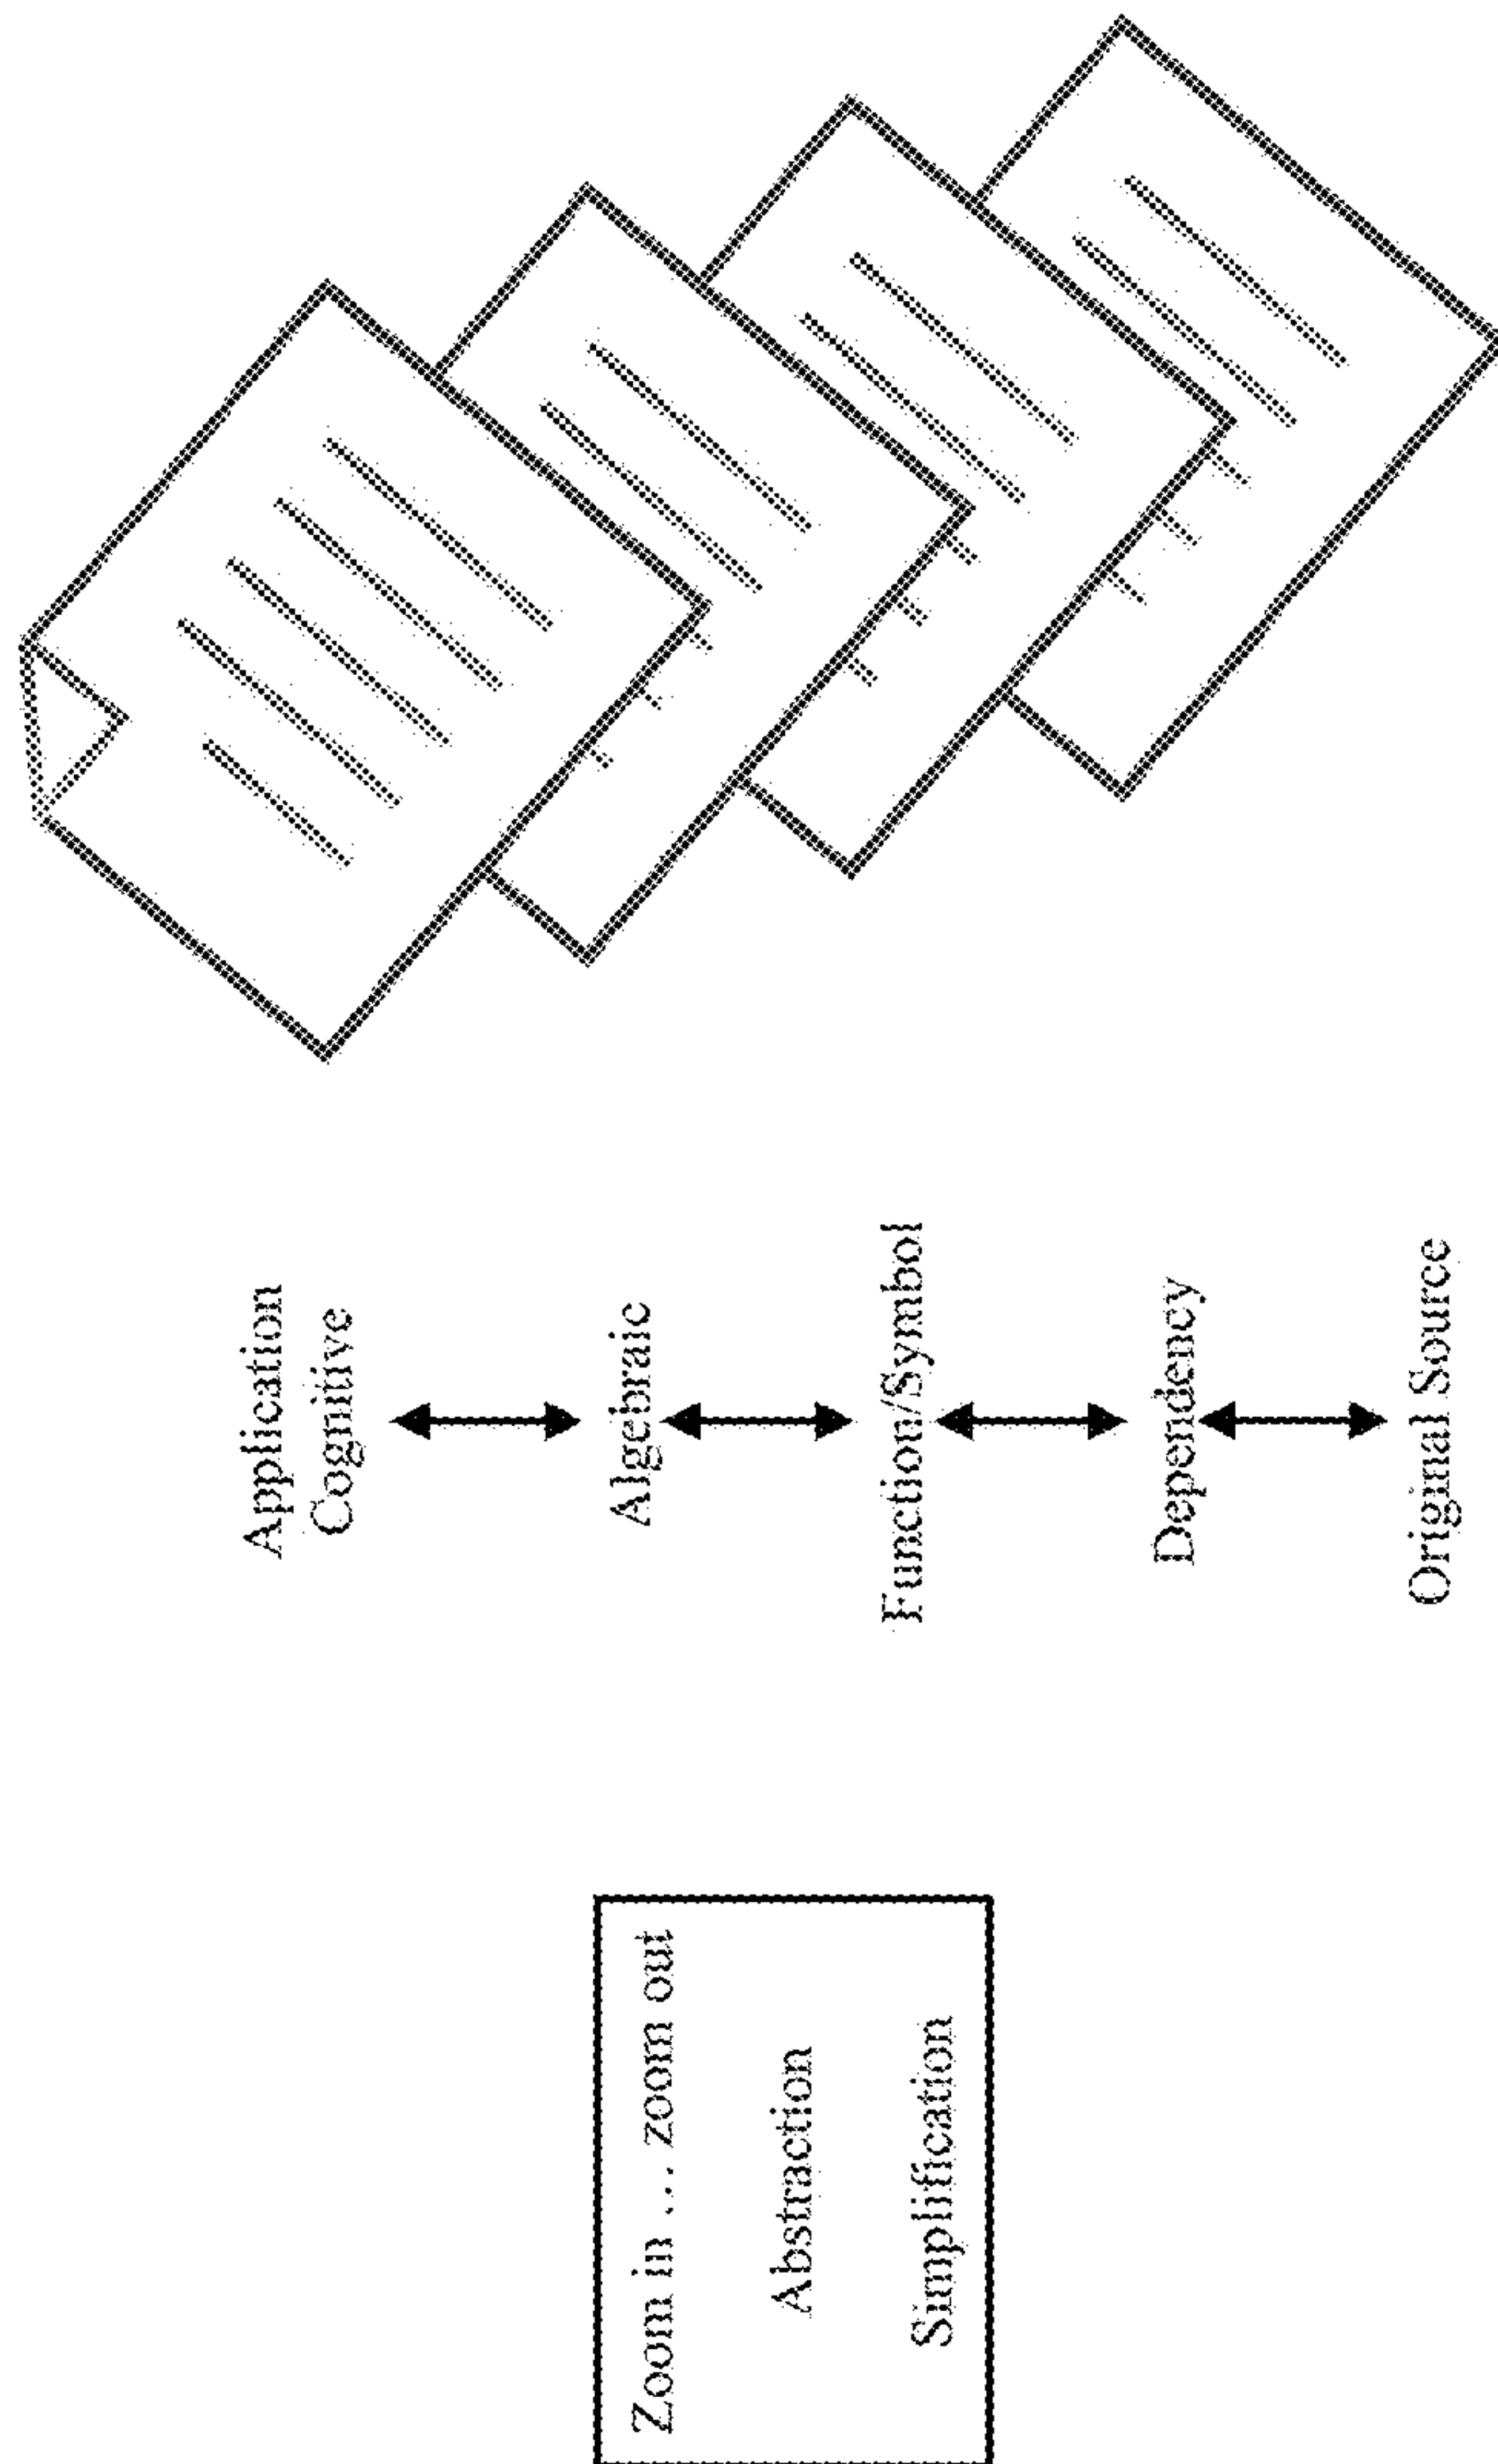 Zoom in ... zoom out
Abstraction
Simplification
Application
Cognitive
Algebraic
Function/Symbol
Dependency
Original Source